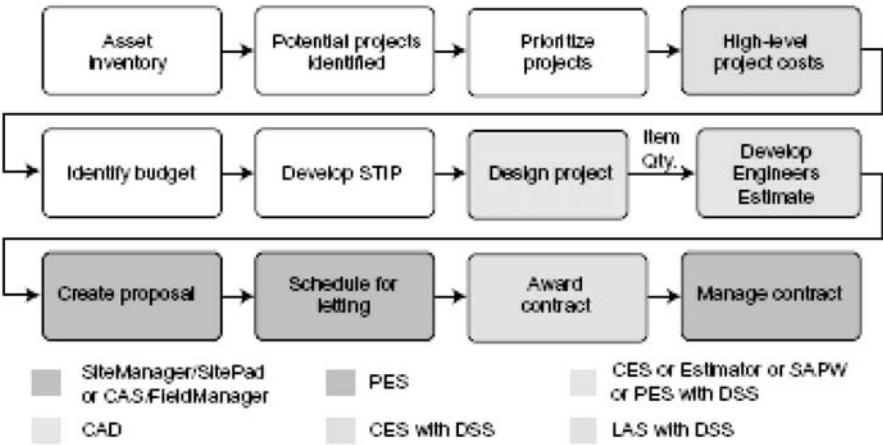 Asset
inventory
Potential projects
identified
Prioritize
projects
High-level
project costs
Identify budget
Develop STIP
Design project
Item
Qty.
Develop
Engineers
Estimate
Create proposal
Schedule for
letting
Award
contract
Manage contract
SiteManager/SitePad
or CAS/FieldManager
PES
CES or Estimator or SAPW
or PES with DSS
CAD
CES with DSS
LAS with DSS